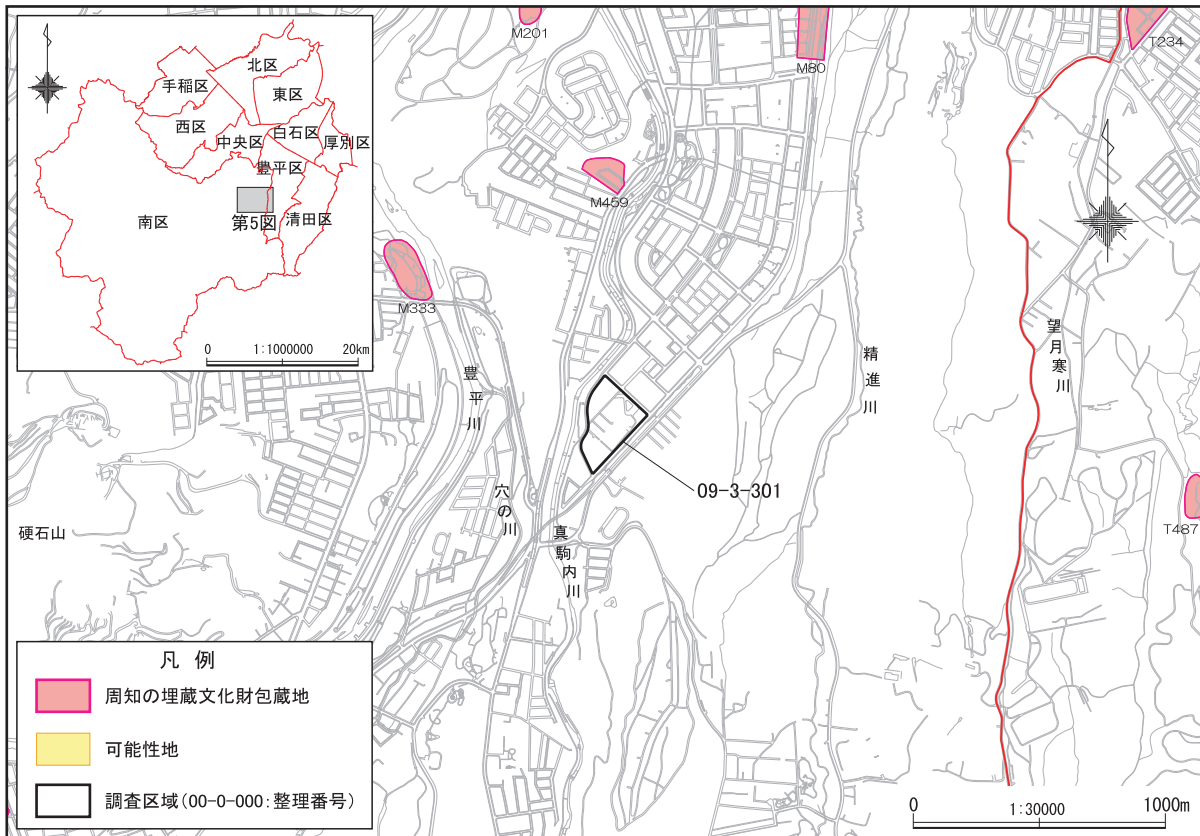 北区
手稲区
東区
西区
中央区
白石区
厚別区
豊平区
南区
第5図
清田区
0 1:1000000 20km
M201
M80
T234
M459
M333
豊平川
精進川
望月寒川
09-3-301
穴の川
真駒内川
硬石山
T487
凡 例
周知の埋蔵文化財包蔵地
可能性地
調査区域(00-0-000:整理番号)
0 1:30000 1000m